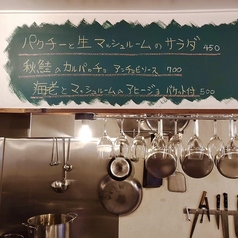 パクチーと生マッシュルームのサラダ 450
秋鮭のカルパッチョ アンチョビソース 700
海老とマッシュルームのアヒージョ バケット付 500